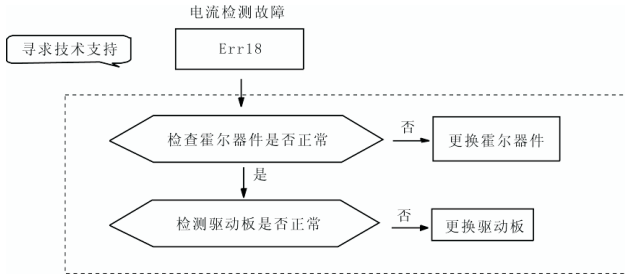 电流检测故障
Err18
寻求技术支持
检查霍尔器件是否正常
否
更换霍尔器件
是
检测驱动板是否正常
否
更换驱动板